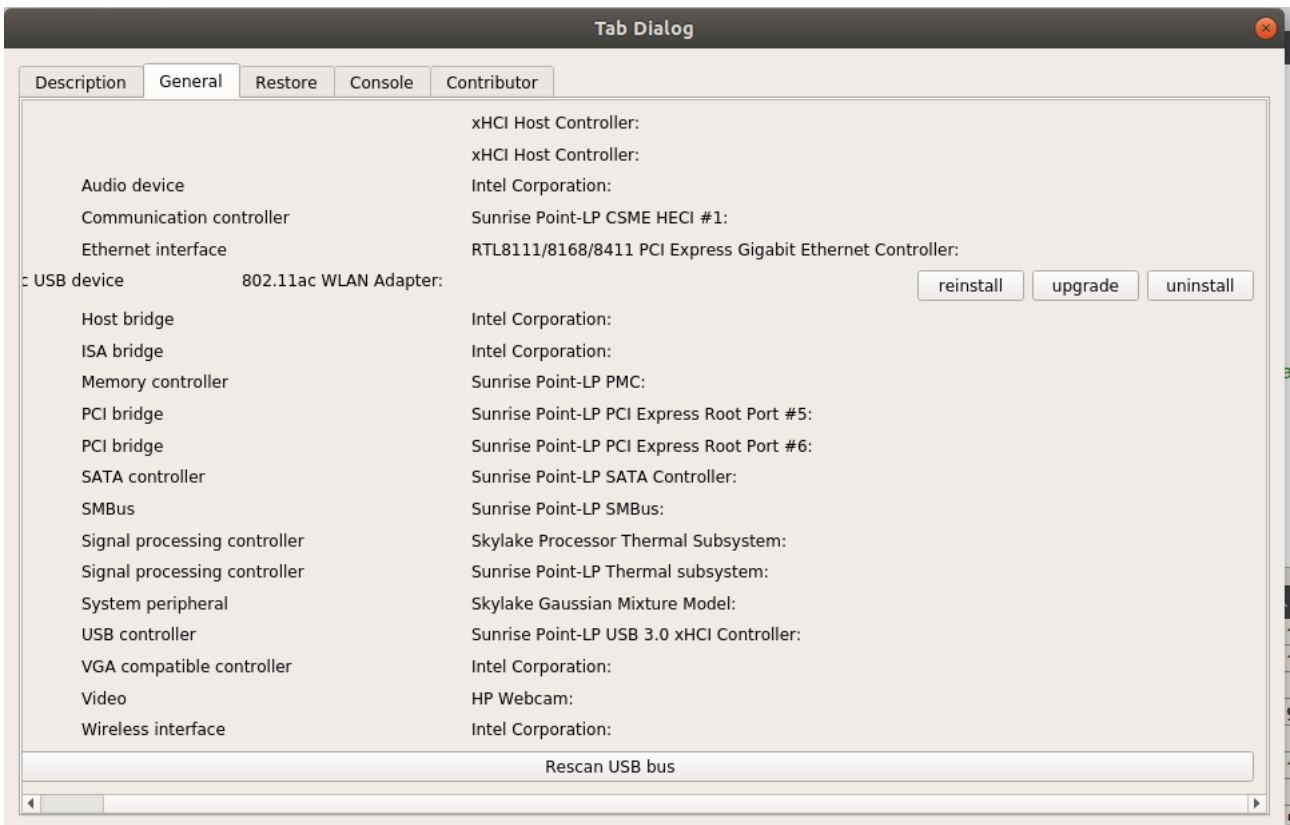 Tab Dialog
Description General Restore Console Contributor
xHCI Host Controller:
xHCI Host Controller:
Audio device Intel Corporation:
Communication controller Sunrise Point-LP CSME HECI #1:
Ethernet interface RTL8111/8168/8411 PCI Express Gigabit Ethernet Controller:
c USB device 802.11ac WLAN Adapter: reinstall upgrade uninstall
Host bridge Intel Corporation:
ISA bridge Intel Corporation:
Memory controller Sunrise Point-LP PMC:
PCI bridge Sunrise Point-LP PCI Express Root Port #5:
PCI bridge Sunrise Point-LP PCI Express Root Port #6:
SATA controller Sunrise Point-LP SATA Controller:
SMBus Sunrise Point-LP SMBus:
Signal processing controller Skylake Processor Thermal Subsystem:
Signal processing controller Sunrise Point-LP Thermal subsystem:
System peripheral Skylake Gaussian Mixture Model:
USB controller Sunrise Point-LP USB 3.0 xHCI Controller:
VGA compatible controller Intel Corporation:
Video HP Webcam:
Wireless interface Intel Corporation:
Rescan USB bus